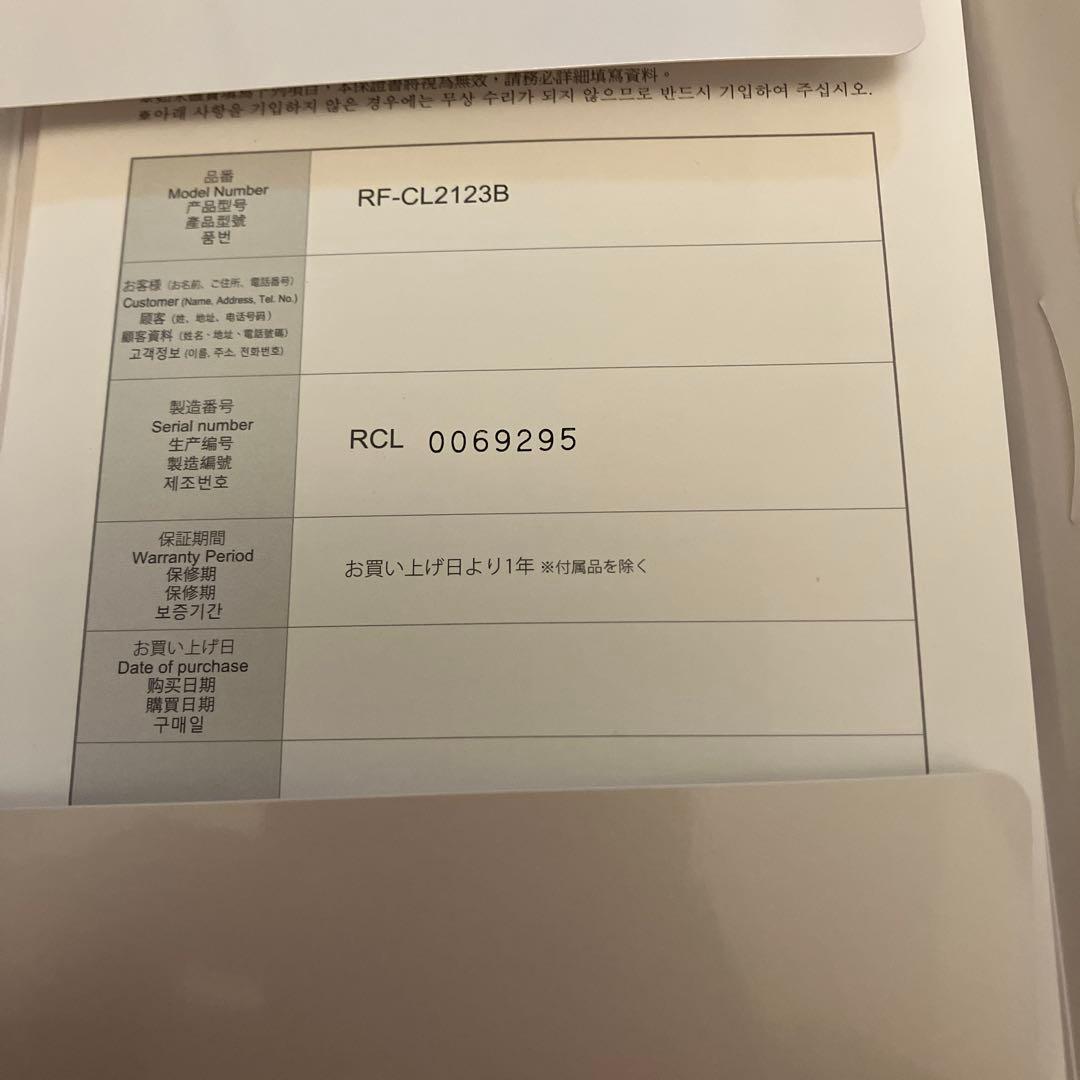 本保證書將視為無效，請務必詳細填寫資料。
※아래 사항을 기입하지 않은 경우에는 무상 수리가 되지 않으므로 반드시 기입하여 주십시오.
品番
Model Number
产品型号
產品型號
품번
RF-CL2123B
お客様（お名前、ご住所、電話番号）
Customer (Name, Address, Tel. No.)
顾客（姓、地址、电话号码）
顧客資料（姓名、地址、電話號碼）
고객정보 (이름, 주소, 전화번호)
製造番号
Serial number
生产编号
製造編號
제조번호
RCL 0069295
保証期間
Warranty Period
保修期
保修期
보증기간
お買い上げ日より1年 ※付属品を除く
お買い上げ日
Date of purchase
购买日期
購買日期
구매일